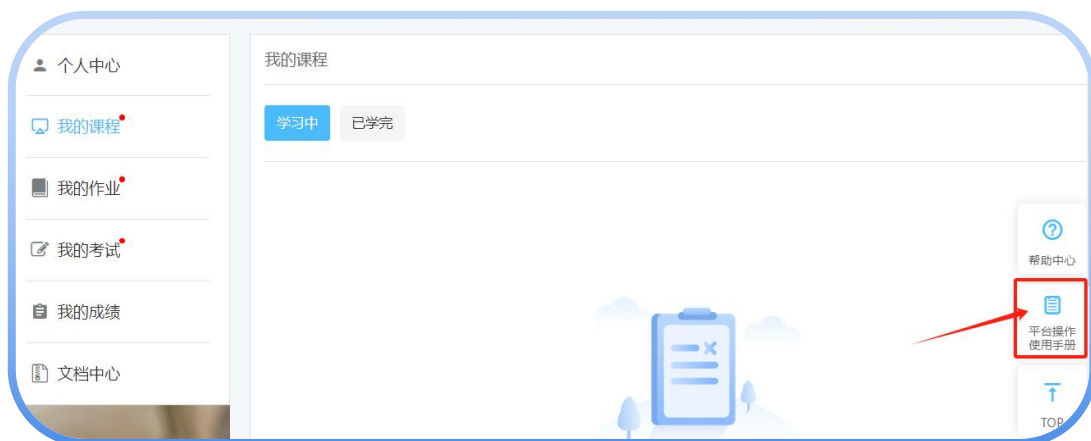 个人中心
我的课程
我的作业
我的考试
我的成绩
文档中心
我的课程
学习中
已学完
帮助中心
平台操作
使用手册
TOP